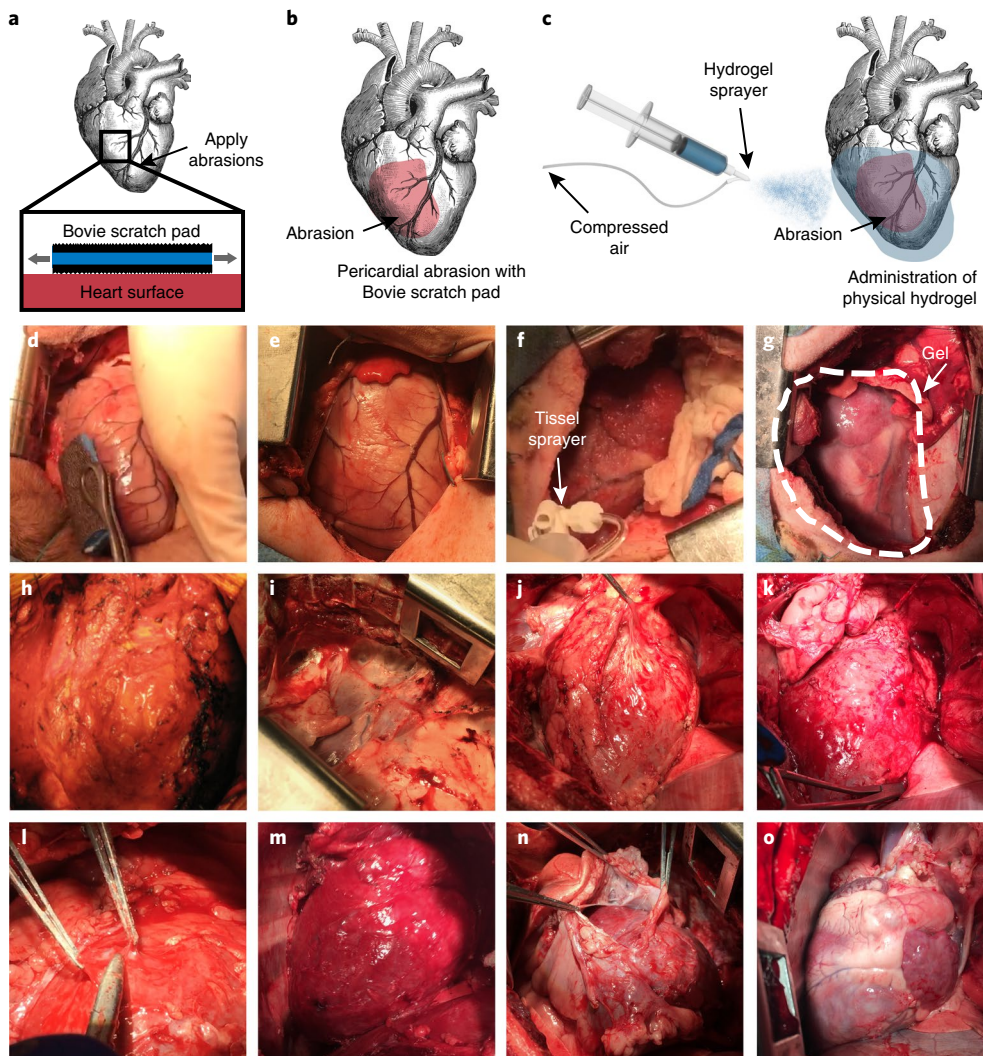 a
b
c
Apply
abrasions
Bovie scratch pad
Heart surface
Abrasion
Pericardial abrasion with
Bovie scratch pad
Hydrogel
sprayer
Compressed
air
Abrasion
Administration of
physical hydrogel
d
e
f
Tissel
sprayer
g
Gel
h
i
j
k
l
m
n
o